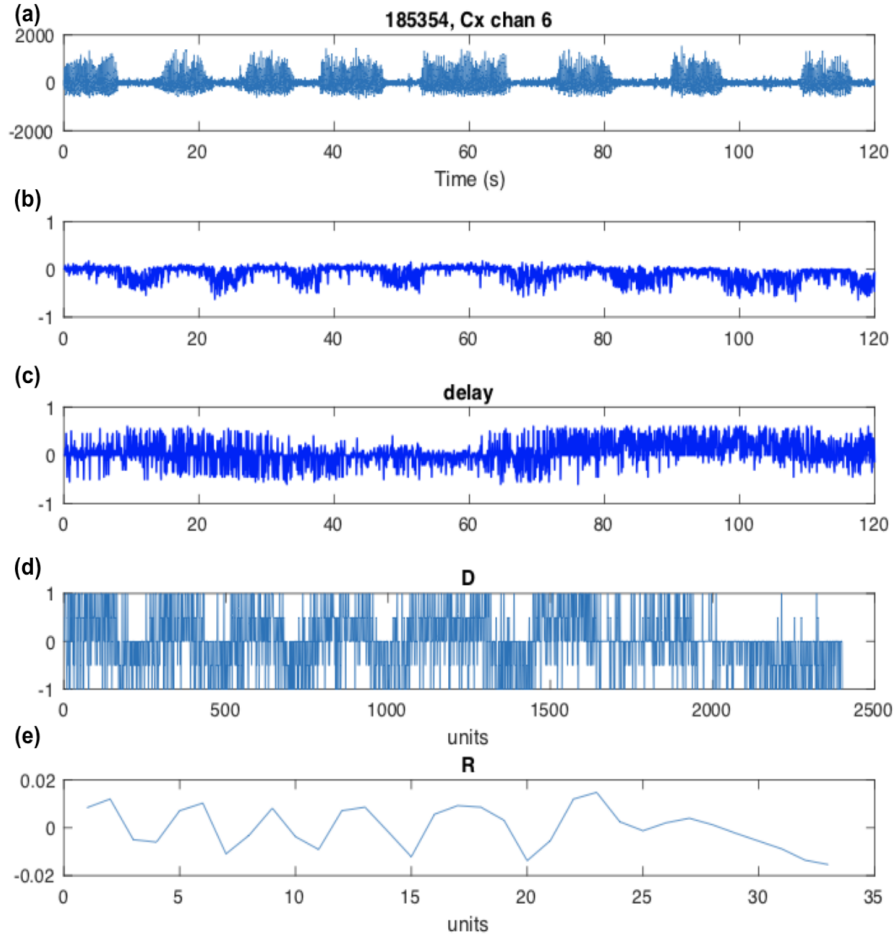 (a)
185354, Cx chan 6
2000
0
-2000
0 20 40 60 80 100 120
Time (s)
(b)
1
0
-1
0 20 40 60 80 100 120
(c)
delay
1
0
-1
0 20 40 60 80 100 120
(d)
D
1
0
-1
0 500 1000 1500 2000 2500
units
(e)
R
0.02
0
-0.02
0 5 10 15 20 25 30 35
units